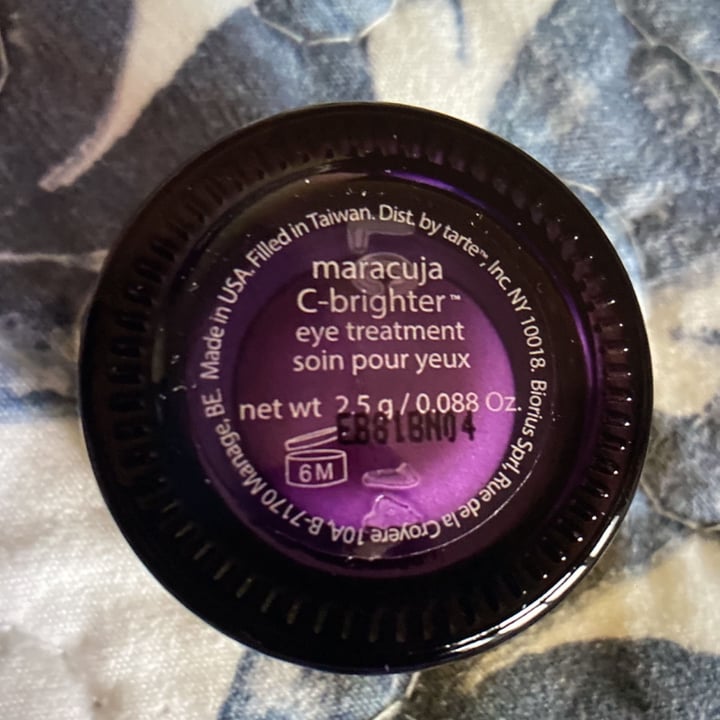 maracuja
C-brighter™
eye treatment
soin pour yeux
net wt 2.5 g / 0.088 Oz.
6M
Made in USA. Filled in Taiwan. Dist. by tarte™, Inc. NY 10018. Biorius Sprl, Rue de la Croyere 10A, B-7170 Manage, BE.